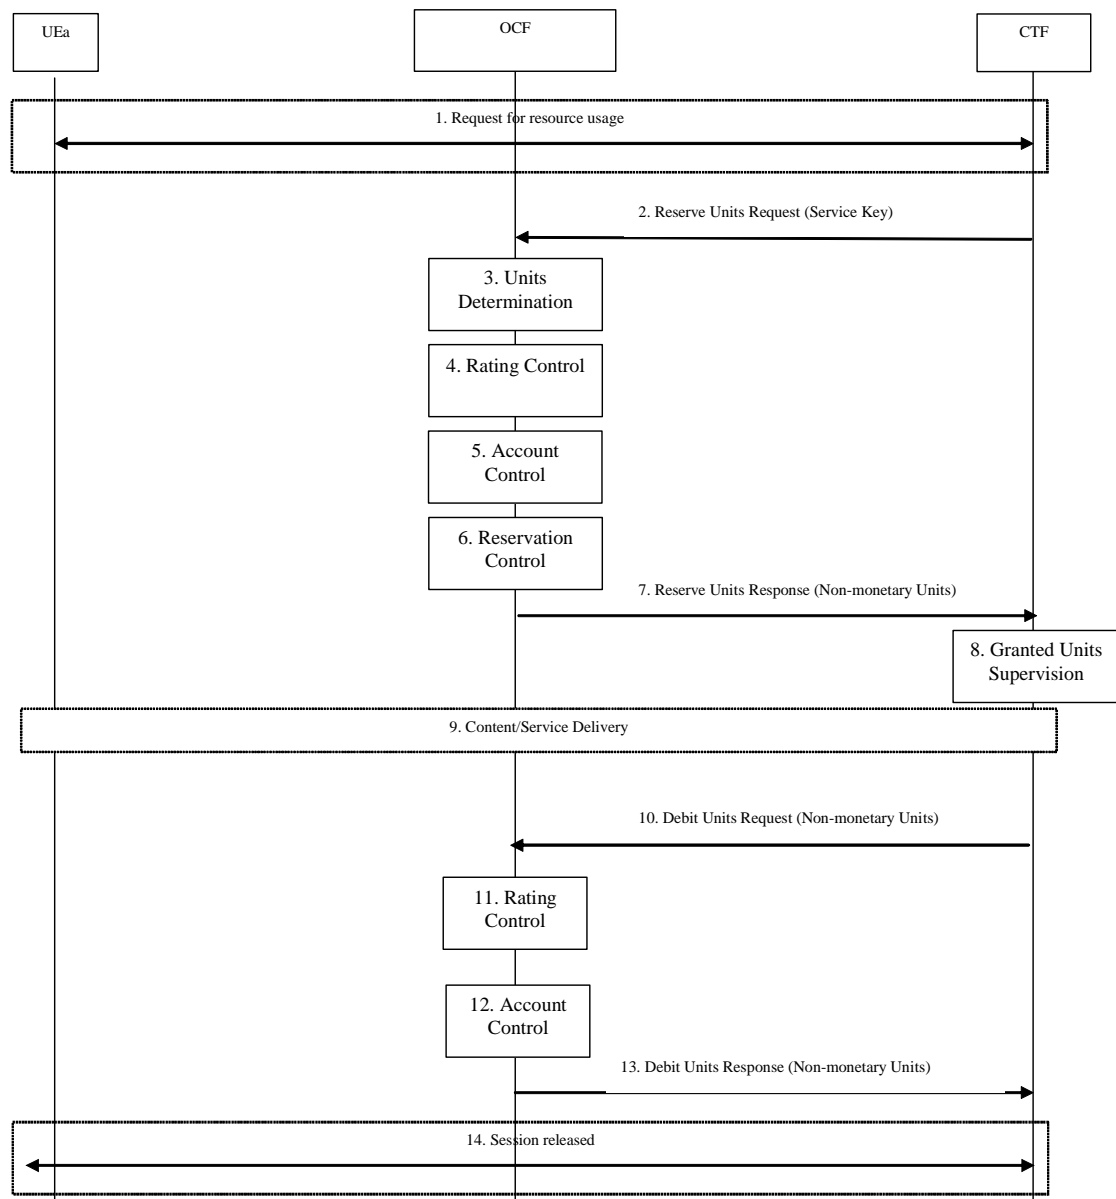 UEa
OCF
CTF
1. Request for resource usage
2. Reserve Units Request (Service Key)
3. Units
Determination
4. Rating Control
5. Account
Control
6. Reservation
Control
7. Reserve Units Response (Non-monetary Units)
8. Granted Units
Supervision
9. Content/Service Delivery
10. Debit Units Request (Non-monetary Units)
11. Rating
Control
12. Account
Control
13. Debit Units Response (Non-monetary Units)
14. Session released